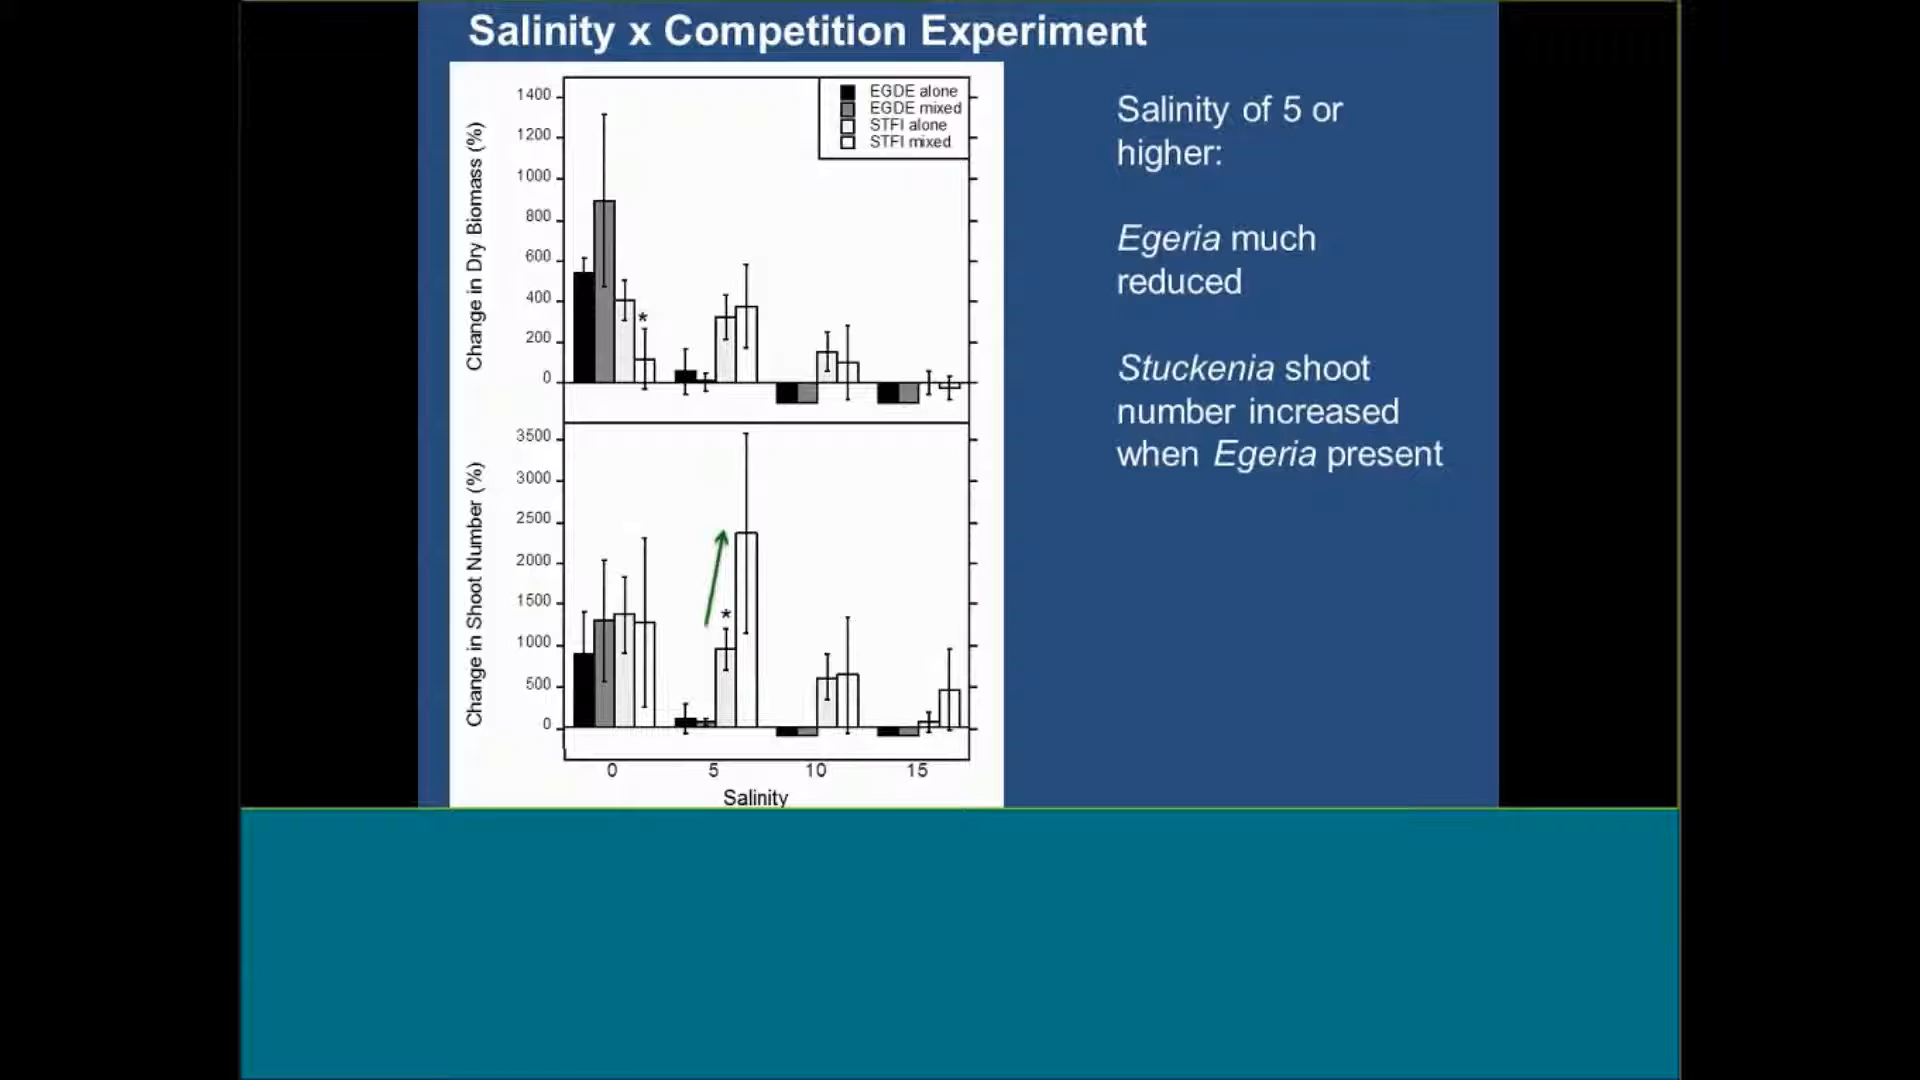 Salinity x Competition Experiment
EGDE alone
EGDE mixed
STFI alone
STFI mixed
Change in Dry Biomass (%)
1400
1200
1000
800
600
400
200
0
*
Change in Shoot Number (%)
3500
3000
2500
2000
1500
1000
500
0
*
0 5 10 15
Salinity
Salinity of 5 or
higher:
Egeria much
reduced
Stuckenia shoot
number increased
when Egeria present